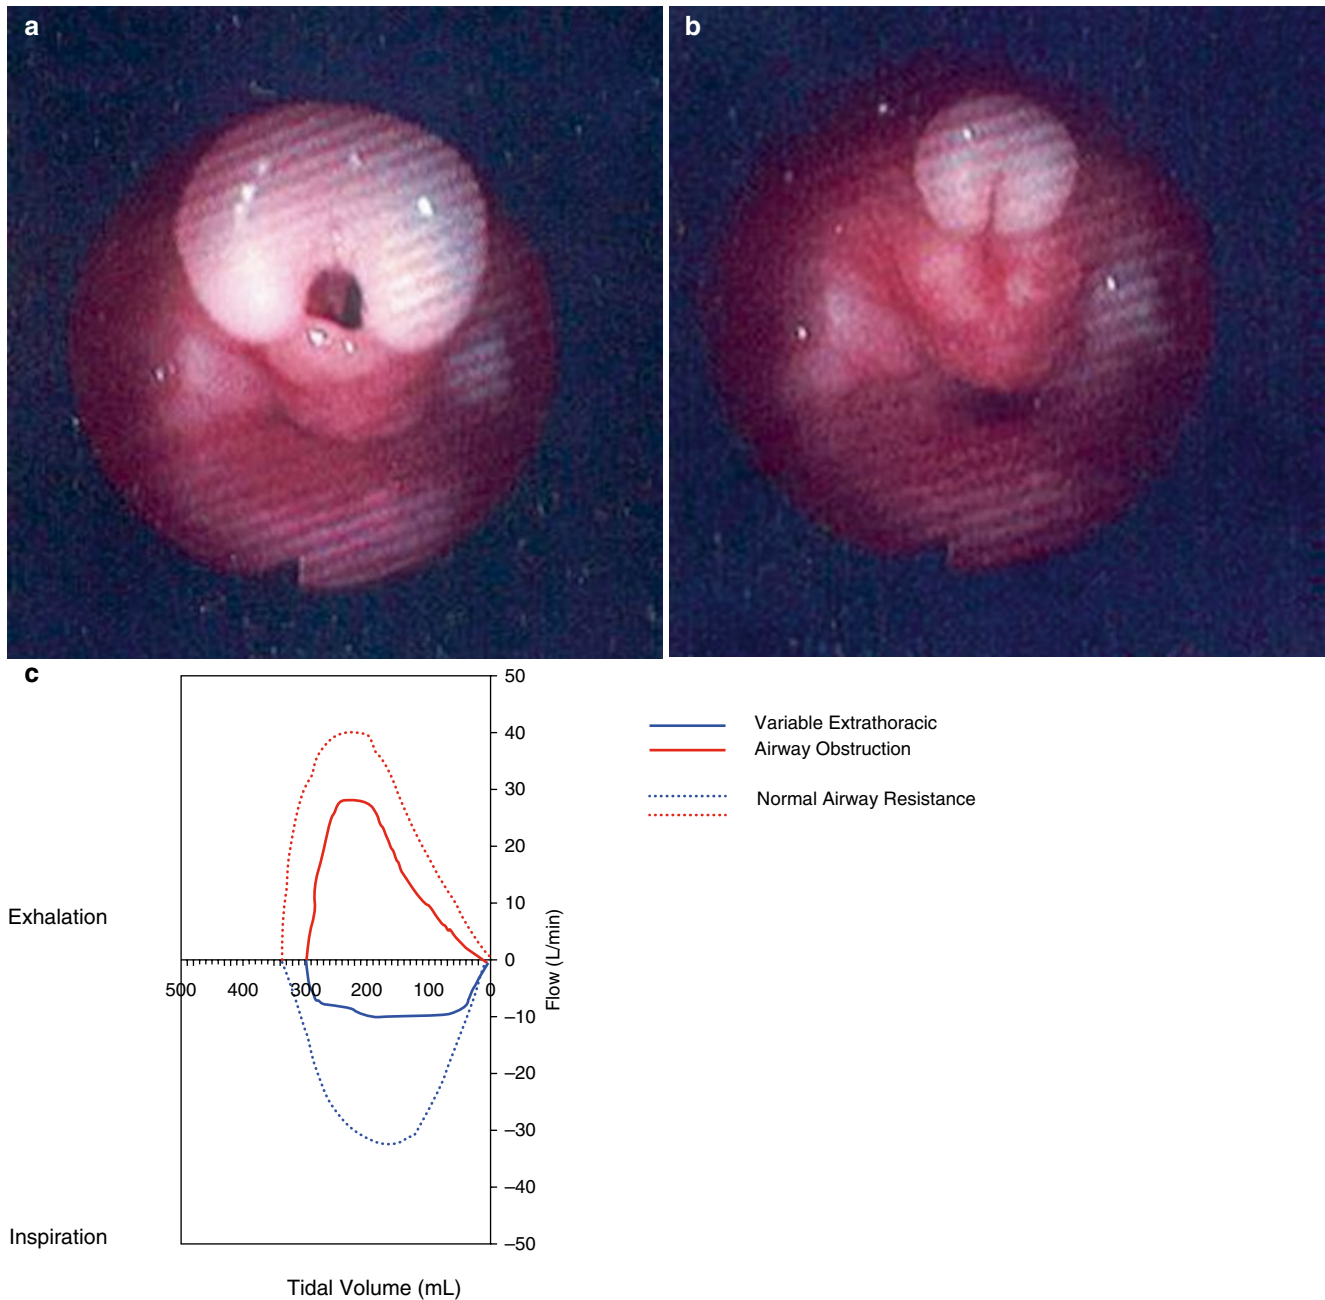 a
b
c
50
40
30
20
10
0
–10
–20
–30
–40
–50
Flow (L/min)
Exhalation
Inspiration
500 400 300 200 100 0
Tidal Volume (mL)
Variable Extrathoracic
Airway Obstruction
Normal Airway Resistance